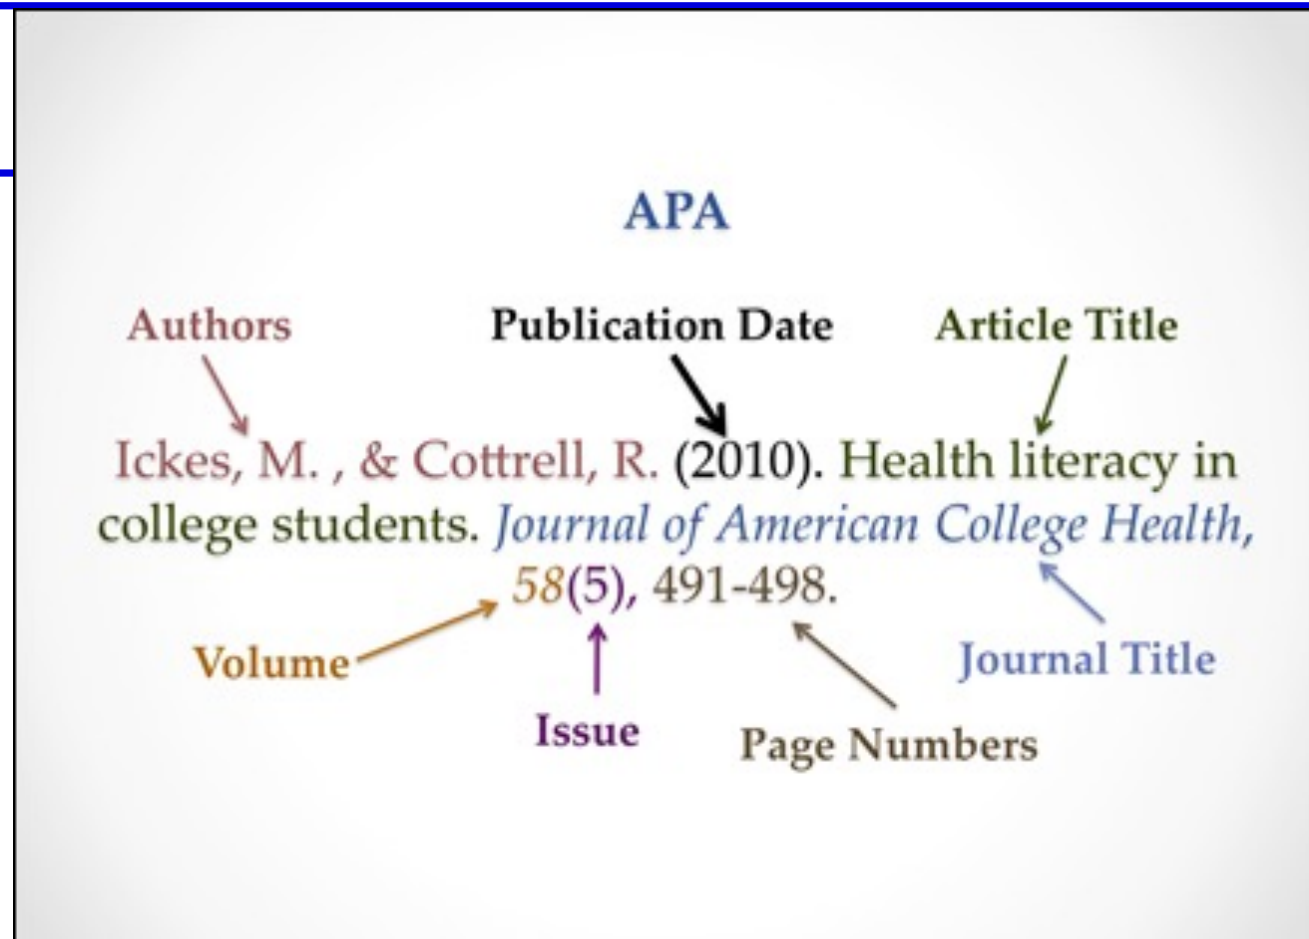 APA
Authors
Publication Date
Article Title
Ickes, M. , & Cottrell, R. (2010). Health literacy in
college students. Journal of American College Health,
58(5), 491-498.
Volume
Journal Title
Issue
Page Numbers